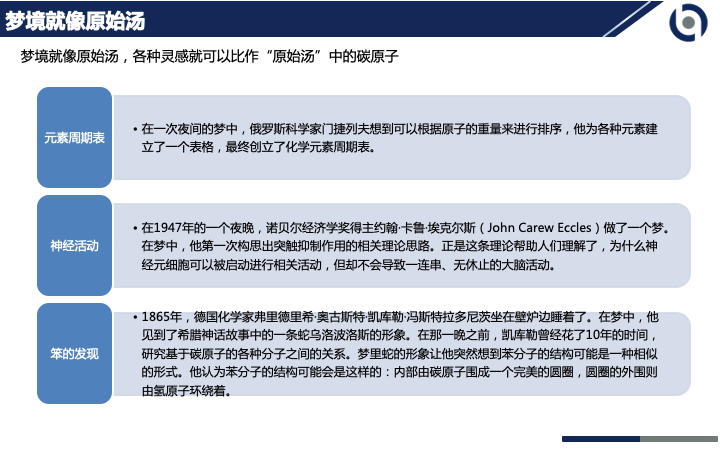 梦境就像原始汤
梦境就像原始汤，各种灵感就可以比作“原始汤”中的碳原子
元素周期表
• 在一次夜间的梦中，俄罗斯科学家门捷列夫想到可以根据原子的重量来进行排序，他为各种元素建
立了一个表格，最终创立了化学元素周期表。
神经活动
• 在1947年的一个夜晚，诺贝尔经济学奖得主约翰·卡鲁·埃克尔斯（John Carew Eccles）做了一个梦。
在梦中，他第一次构思出突触抑制作用的相关理论思路。正是这条理论帮助人们理解了，为什么神
经元细胞可以被启动进行相关活动，但却不会导致一连串、无休止的大脑活动。
笨的发现
• 1865年，德国化学家弗里德里希·奥古斯特·凯库勒·冯斯特拉多尼茨坐在壁炉边睡着了。在梦中，他
见到了希腊神话故事中的一条蛇乌洛波洛斯的形象。在那一晚之前，凯库勒曾经花了10年的时间，
研究基于碳原子的各种分子之间的关系。梦里蛇的形象让他突然想到苯分子的结构可能是一种相似
的形式。他认为苯分子的结构可能会是这样的：内部由碳原子围成一个完美的圆圈，圆圈的外围则
由氢原子环绕着。